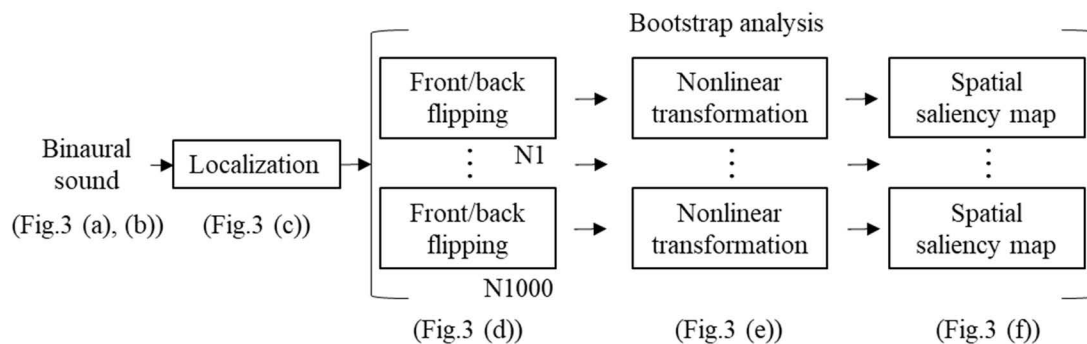 Bootstrap analysis
Binaural
sound
(Fig.3 (a), (b))
Localization
(Fig.3 (c))
Front/back
flipping
N1
⋮
Front/back
flipping
N1000
(Fig.3 (d))
Nonlinear
transformation
⋮
Nonlinear
transformation
(Fig.3 (e))
Spatial
saliency map
⋮
Spatial
saliency map
(Fig.3 (f))